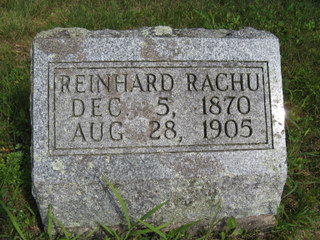 REINHARD RACHU
DEC. 5, 1870
AUG 28, 1905